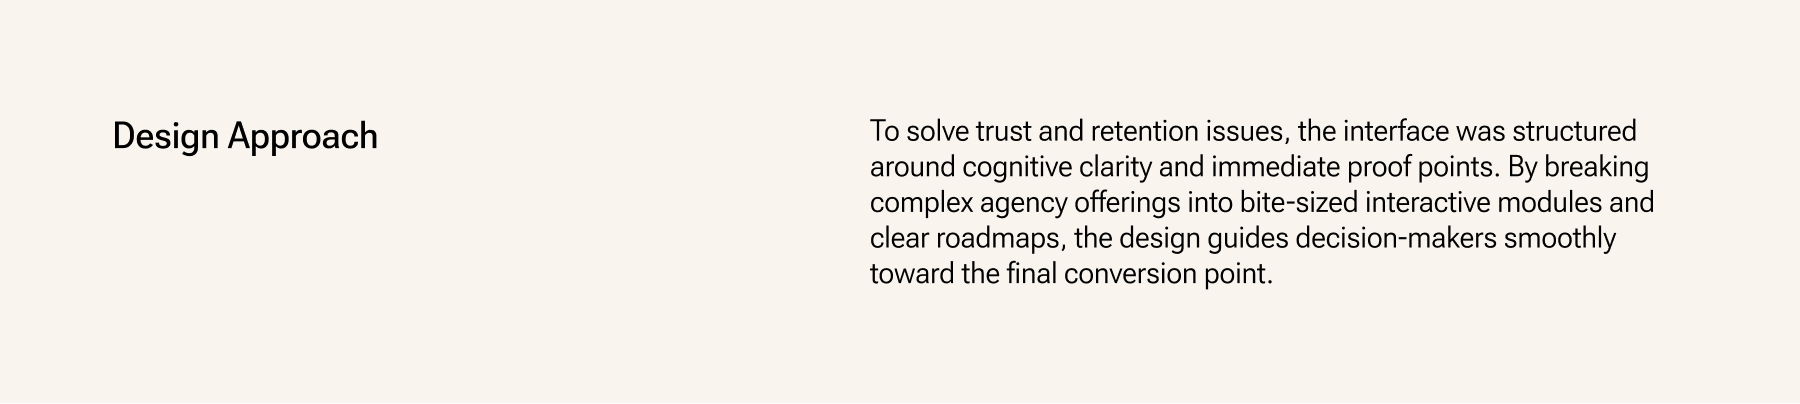 Design Approach
To solve trust and retention issues, the interface was structured
around cognitive clarity and immediate proof points. By breaking
complex agency offerings into bite-sized interactive modules and
clear roadmaps, the design guides decision-makers smoothly
toward the final conversion point.